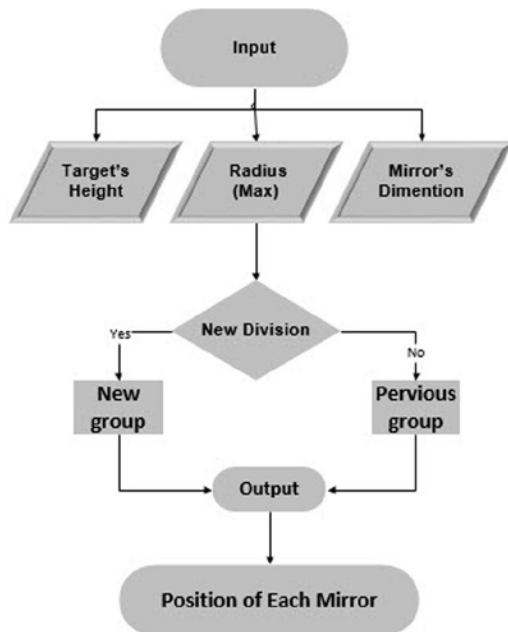 Input
Target's
Height
Radius
(Max)
Mirror's
Dimention
New Division
Yes
No
New
group
Pervious
group
Output
Position of Each Mirror